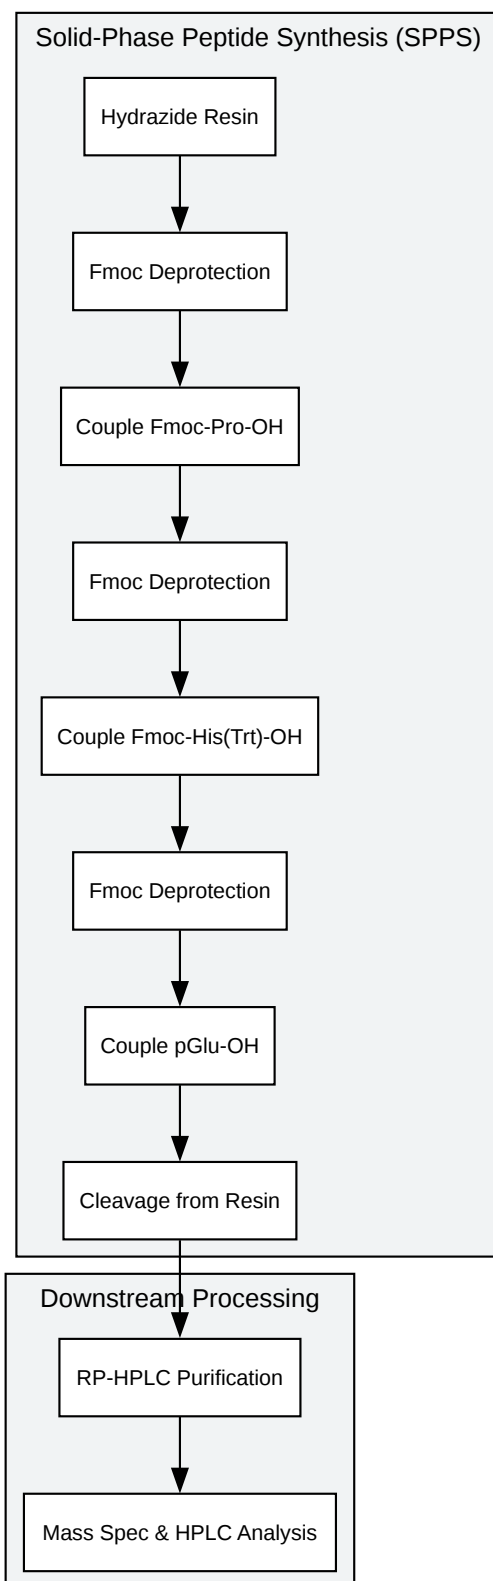 Solid-Phase Peptide Synthesis (SPPS)
Hydrazide Resin
Fmoc Deprotection
Couple Fmoc-Pro-OH
Fmoc Deprotection
Couple Fmoc-His(Trt)-OH
Fmoc Deprotection
Couple pGlu-OH
Cleavage from Resin
Downstream Processing
RP-HPLC Purification
Mass Spec & HPLC Analysis